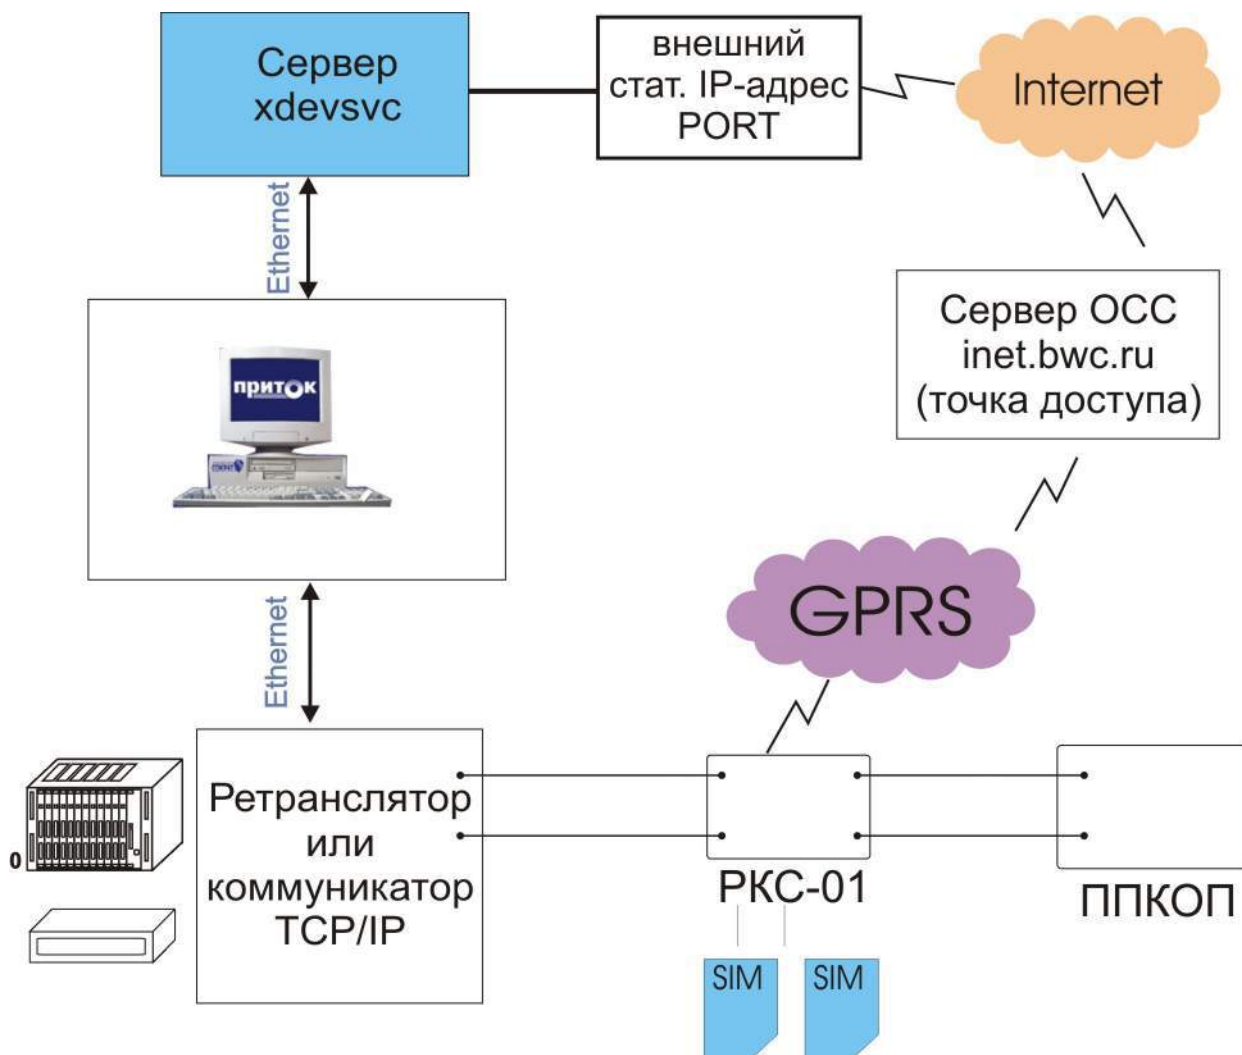 Сервер
xdevsvc
внешний
стат. IP-адрес
PORT
Internet
Ethernet
Сервер ОСС
inet.bwc.ru
(точка доступа)
приток
GPRS
Ethernet
Ретранслятор
или
коммуникатор
TCP/IP
0
РКС-01
ППКОП
SIM
SIM